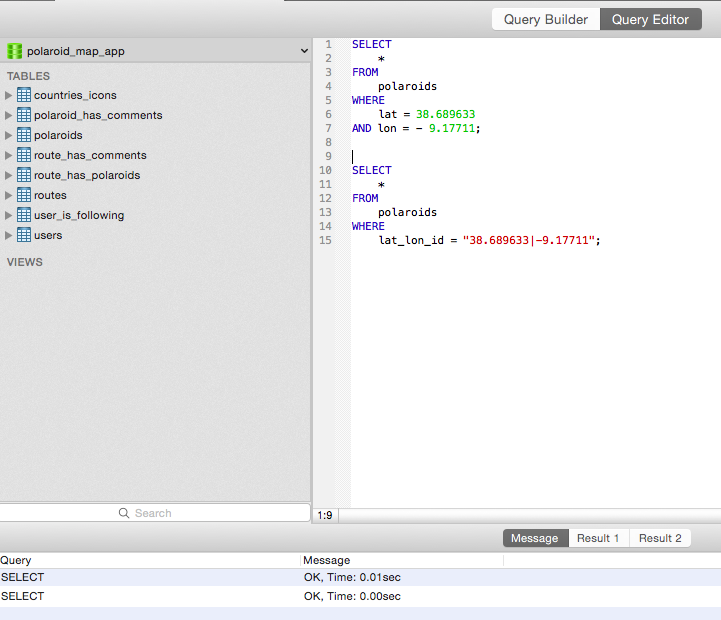 Query Builder Query Editor
polaroid_map_app
TABLES
countries_icons
polaroid_has_comments
polaroids
route_has_comments
route_has_polaroids
routes
user_is_following
users
VIEWS
Search
1 SELECT
2 *
3 FROM
4 polaroids
5 WHERE
6 lat = 38.689633
7 AND lon = - 9.17711;
8
9
10 SELECT
11 *
12 FROM
13 polaroids
14 WHERE
15 lat_lon_id = "38.689633|-9.17711";
1:9
Message Result 1 Result 2
Query Message
SELECT OK, Time: 0.01sec
SELECT OK, Time: 0.00sec